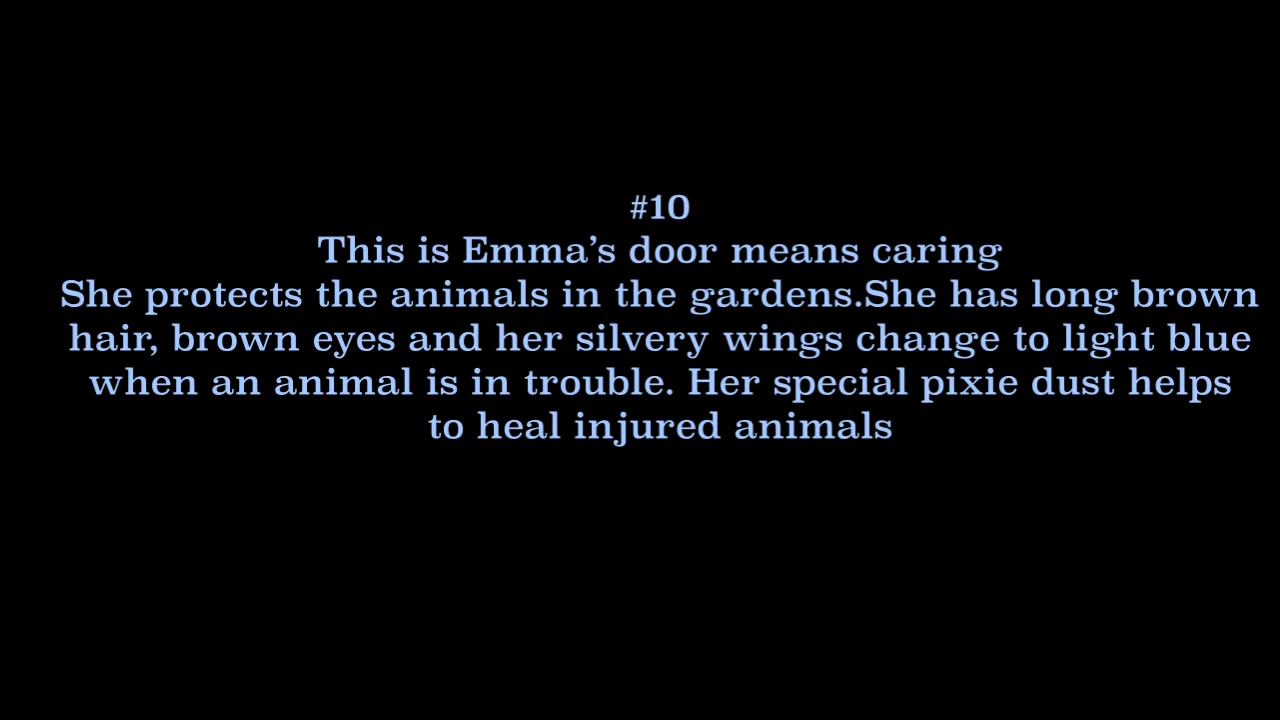 #10
This is Emma’s door means caring
She protects the animals in the gardens.She has long brown
hair, brown eyes and her silvery wings change to light blue
when an animal is in trouble. Her special pixie dust helps
to heal injured animals